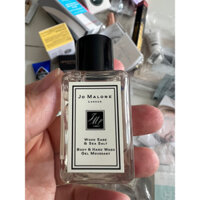 JO MALONE
LONDON
JM
WOOD SAGE
& SEA SALT
BODY & HAND WASH
GEL MOUSSANT